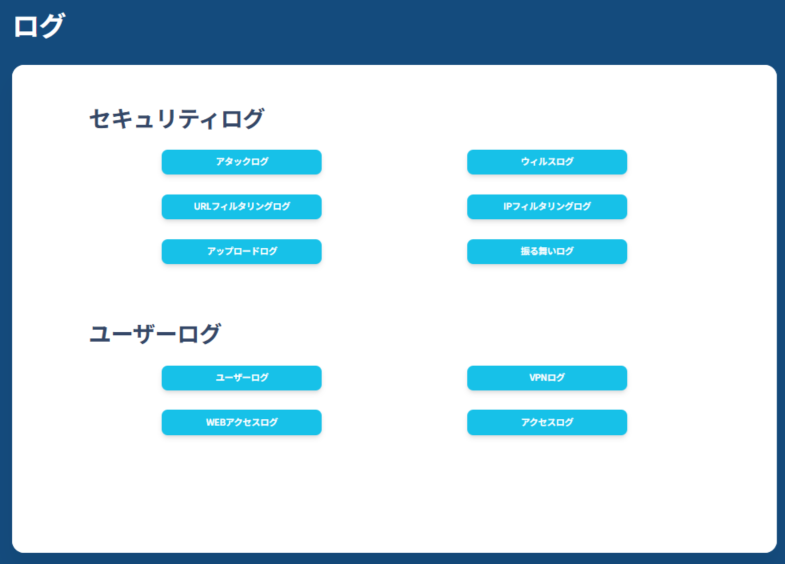 ログ
セキュリティログ
アタックログ
ウィルスログ
URLフィルタリングログ
IPフィルタリングログ
アップロードログ
振る舞いログ
ユーザーログ
ユーザーログ
VPNログ
WEBアクセスログ
アクセスログ